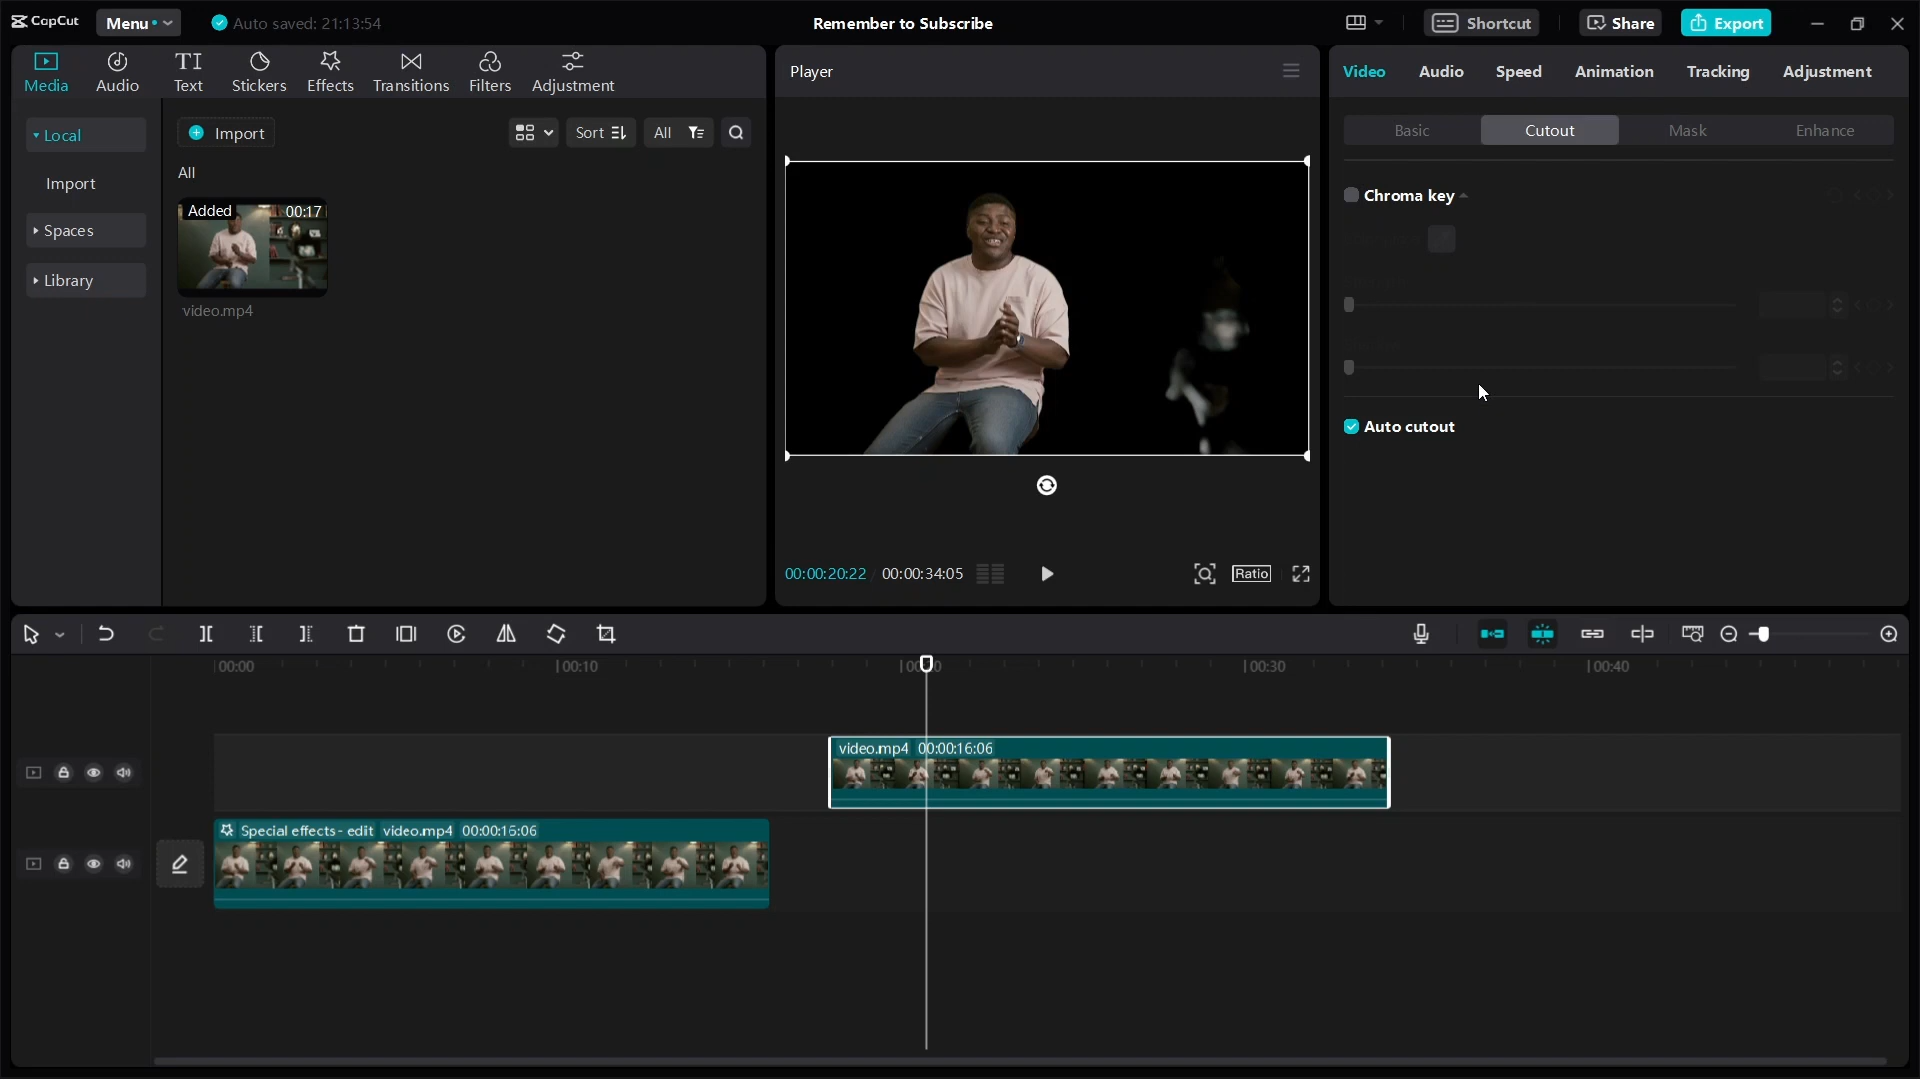 CapCut
Menu
Auto saved: 21:13:54
Remember to Subscribe
Shortcut
Share
Export
Media
Audio
Text
Stickers
Effects
Transitions
Filters
Adjustment
Local
Import
Spaces
Library
Import
Sort
All
All
Added
00:17
video.mp4
Player
00:00:20:22 / 00:00:34:05
Ratio
Video
Audio
Speed
Animation
Tracking
Adjustment
Basic
Cutout
Mask
Enhance
Chroma key
Auto cutout
00:00
00:10
00:30
00:40
video.mp4 00:00:16:06
Special effects - edit video.mp4 00:00:16:06